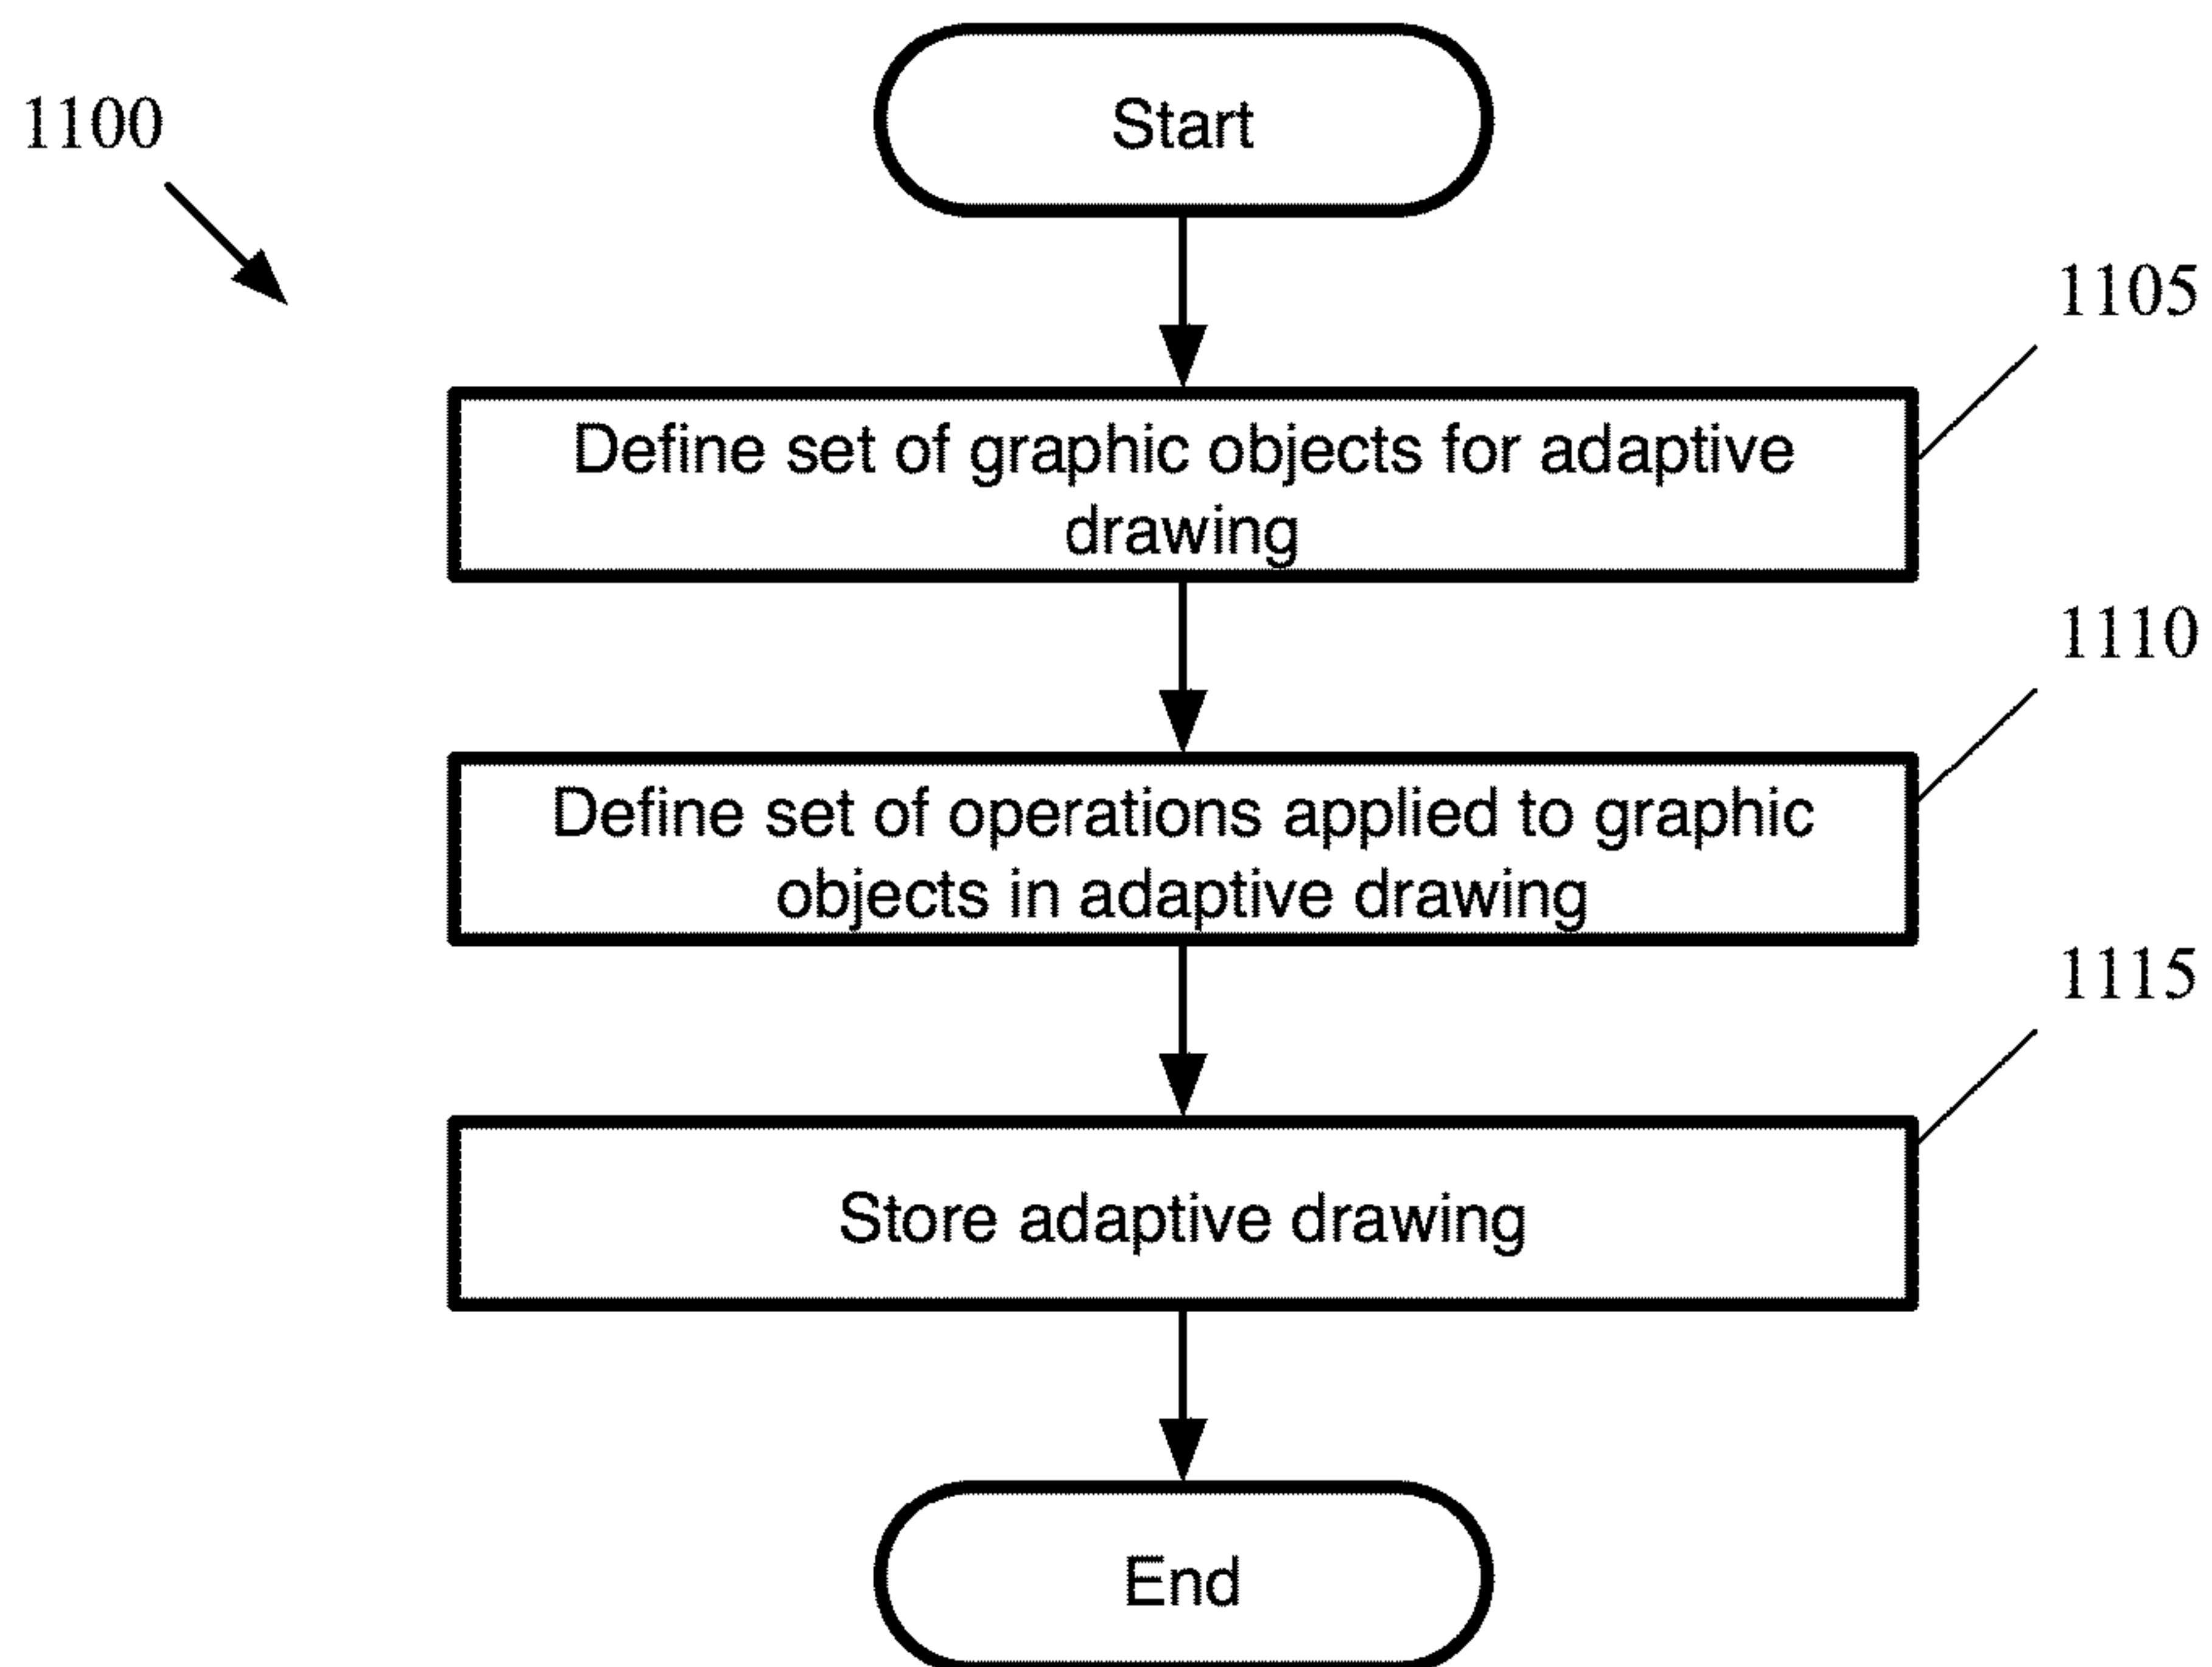 1100
Start
1105
Define set of graphic objects for adaptive
drawing
1110
Define set of operations applied to graphic
objects in adaptive drawing
1115
Store adaptive drawing
End